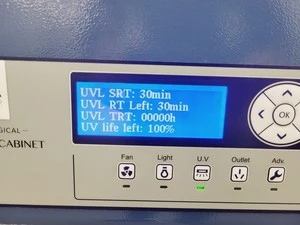 UVL SRT: 30min
UVL RT Left: 30min
UVL TRT: 00000h
UV life left: 100%
GICAL
CABINET
OK
Fan Light U.V Outlet Adv.